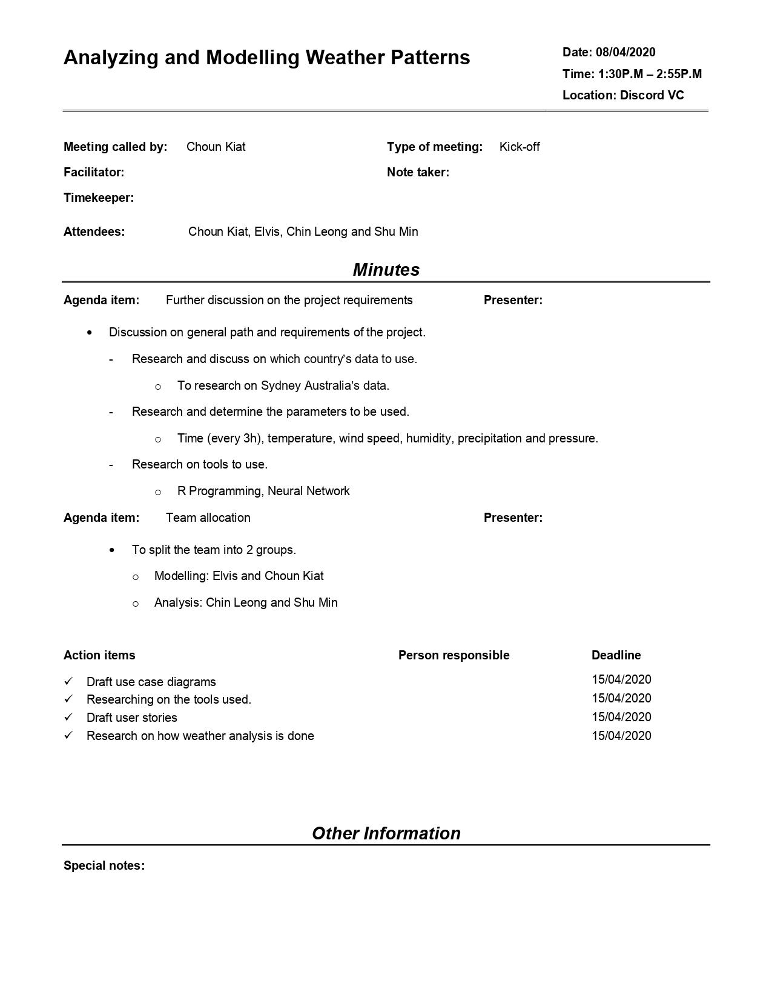 Analyzing and Modelling Weather Patterns
Date: 08/04/2020
Time: 1:30P.M – 2:55P.M
Location: Discord VC
Meeting called by: Choun Kiat Type of meeting: Kick-off
Facilitator: Note taker:
Timekeeper:
Attendees: Choun Kiat, Elvis, Chin Leong and Shu Min
Minutes
Agenda item: Further discussion on the project requirements Presenter:
• Discussion on general path and requirements of the project.
- Research and discuss on which country’s data to use.
o To research on Sydney Australia’s data.
- Research and determine the parameters to be used.
o Time (every 3h), temperature, wind speed, humidity, precipitation and pressure.
- Research on tools to use.
o R Programming, Neural Network
Agenda item: Team allocation Presenter:
• To split the team into 2 groups.
o Modelling: Elvis and Choun Kiat
o Analysis: Chin Leong and Shu Min
Action items Person responsible Deadline
✓ Draft use case diagrams 15/04/2020
✓ Researching on the tools used. 15/04/2020
✓ Draft user stories 15/04/2020
✓ Research on how weather analysis is done 15/04/2020
Other Information
Special notes: